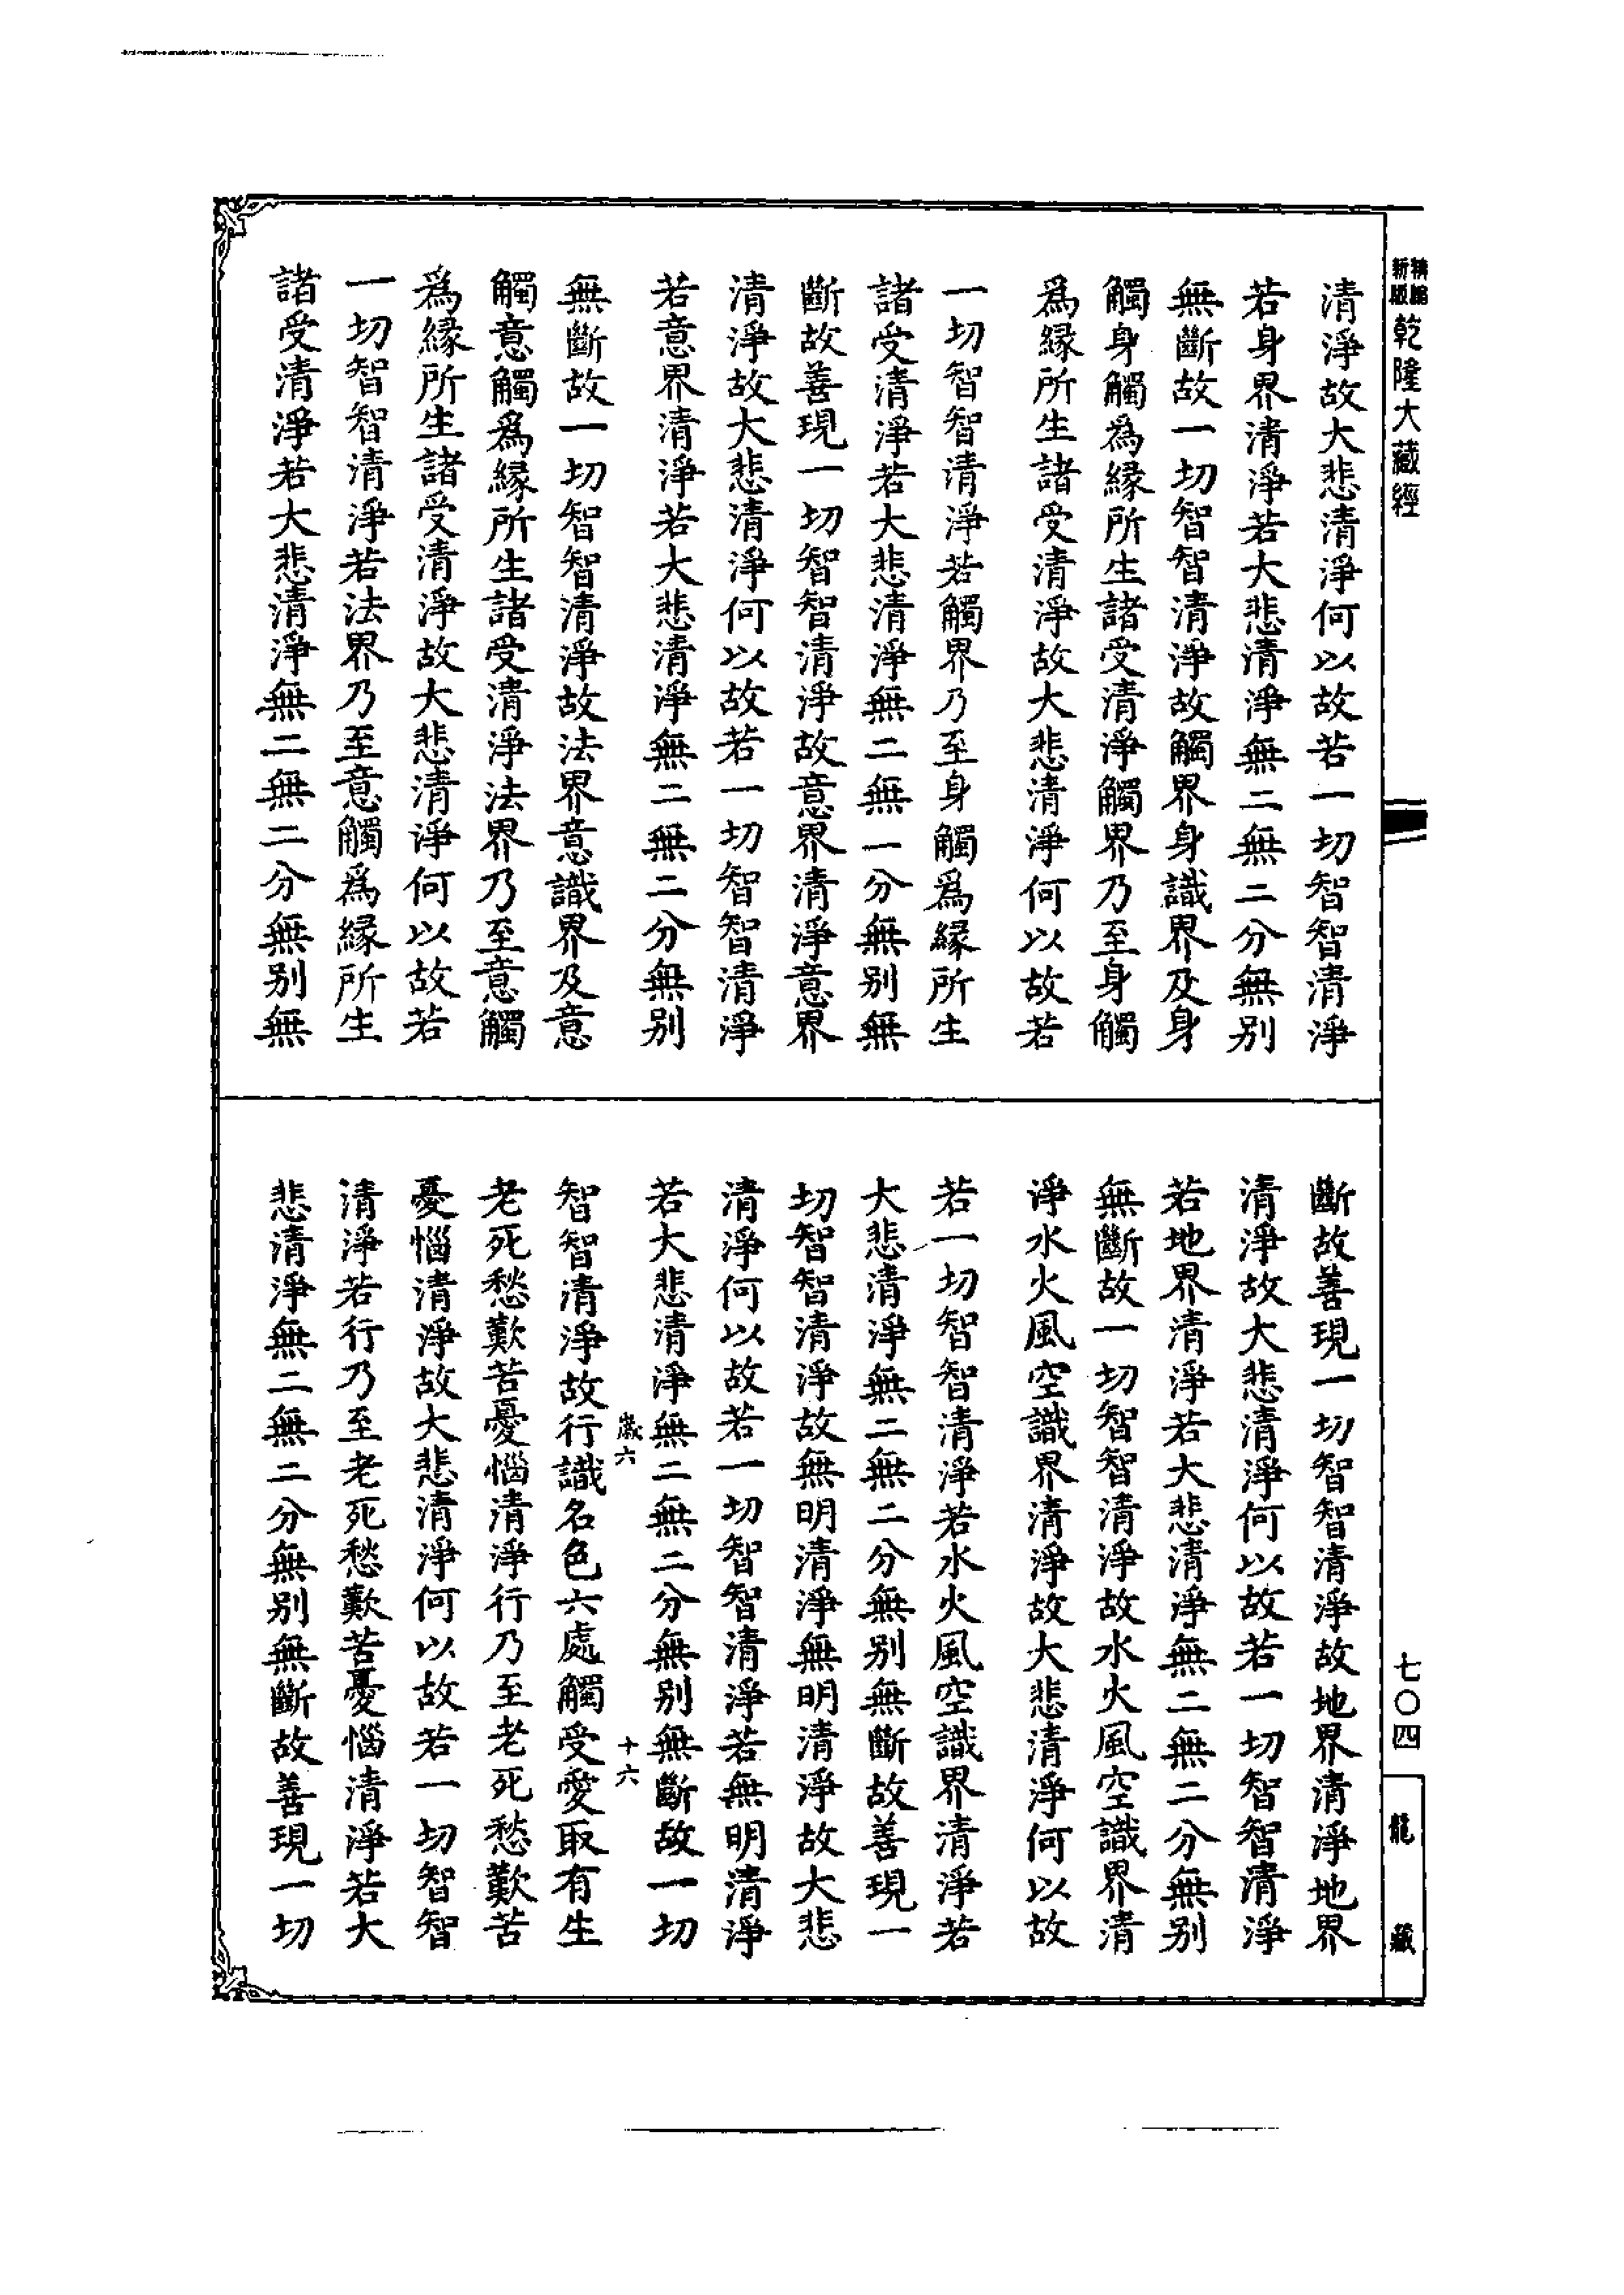 新版
乾隆大藏經
清淨故大悲清淨何以故若一切智智清淨
若身界清淨若大悲清淨無二無二分無别
無斷故一切智智清淨故觸界身識界及身
觸身觸爲緣所生諸受清淨觸界乃至身觸
爲緣所生諸受清淨故大悲清淨何以故若
一切智智清淨若觸界乃至身觸爲緣所生
諸受清淨若大悲清淨無二無一分無别無
斷故善現一切智智清淨故意界清淨意界
清淨故大悲清淨何以故若一切智智清淨
若意界清淨若大悲清淨無二無二分無别
無斷故一切智智清淨故法界意識界及意
觸意觸爲緣所生諸受清淨法界乃至意觸
爲緣所生諸受清淨故大悲清淨何以故若
一切智智清淨若法界乃至意觸爲緣所生
諸受清淨若大悲清淨無二無二分無别無
斷故善現一切智智清淨故地界清淨地界
清淨故大悲清淨何以故若一切智智清淨
若地界清淨若大悲清淨無二無二分無别
無斷故一切智智清淨故水火風空識界清
淨水火風空識界清淨故大悲清淨何以故
若一切智智清淨若水火風空識界清淨若
大悲清淨無二無二分無别無斷故善現一
切智智清淨故無明清淨無明清淨故大悲
清淨何以故若一切智智清淨若無明清淨
若大悲清淨無二無二分無别無斷故一切
歲六
十六
智智清淨故行識名色六處觸受愛取有生
老死愁歎苦憂惱清淨行乃至老死愁歎苦
憂惱清淨故大悲清淨何以故若一切智智
清淨若行乃至老死愁歎苦憂惱清淨若大
悲清淨無二無二分無别無斷故善現一切
七〇四
龍藏